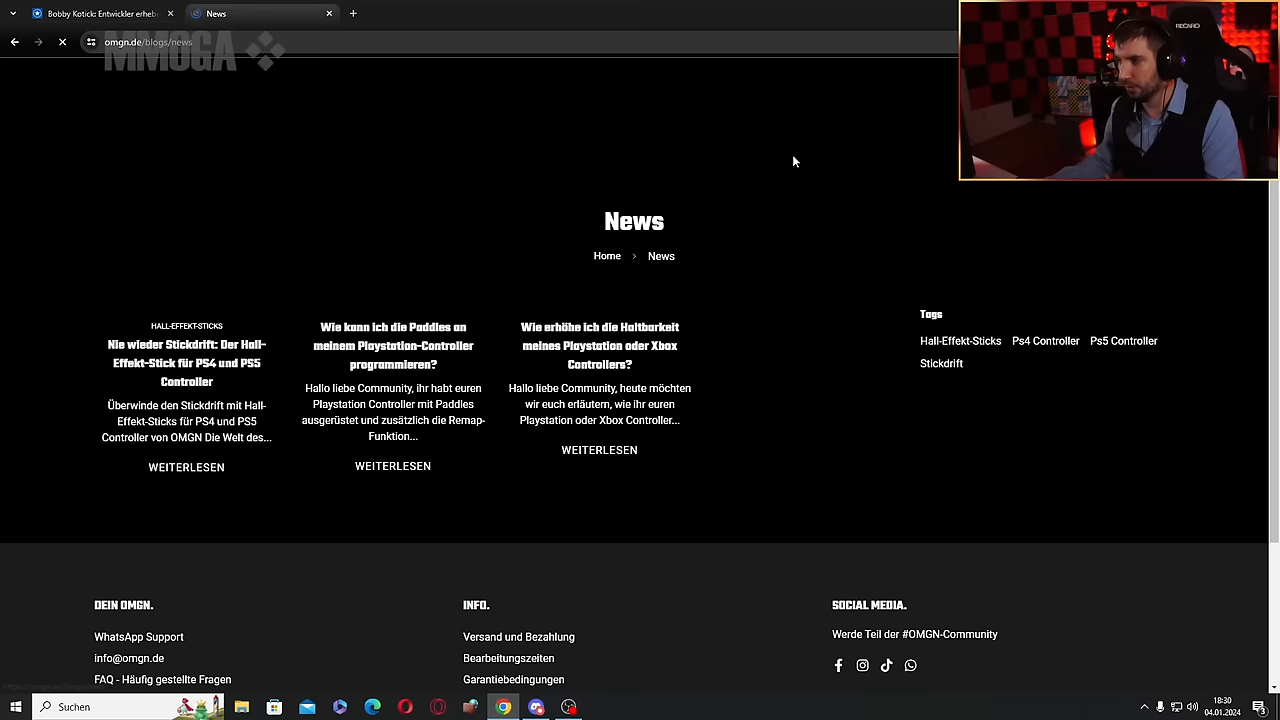 Bobby Kotick: Entwickler erheb
News
omgn.de/blogs/news
MMOGA
RECARO
News
Home > News
HALL-EFFEKT-STICKS
Nie wieder Stickdrift: Der Hall-
Effekt-Stick für PS4 und PS5
Controller
Überwinde den Stickdrift mit Hall-
Effekt-Sticks für PS4 und PS5
Controller von OMGN Die Welt des...
WEITERLESEN
Wie kann ich die Paddles an
meinem Playstation-Controller
programmieren?
Hallo liebe Community, ihr habt euren
Playstation Controller mit Paddles
ausgerüstet und zusätzlich die Remap-
Funktion...
WEITERLESEN
Wie erhöhe ich die Haltbarkeit
meines Playstation oder Xbox
Controllers?
Hallo liebe Community, heute möchten
wir euch erläutern, wie ihr euren
Playstation oder Xbox Controller...
WEITERLESEN
Tags
Hall-Effekt-Sticks Ps4 Controller Ps5 Controller
Stickdrift
DEIN OMGN.
WhatsApp Support
info@omgn.de
FAQ - Häufig gestellte Fragen
INFO.
Versand und Bezahlung
Bearbeitungszeiten
Garantiebedingungen
SOCIAL MEDIA.
Werde Teil der #OMGN-Community
Suchen
18:30
04.01.2024